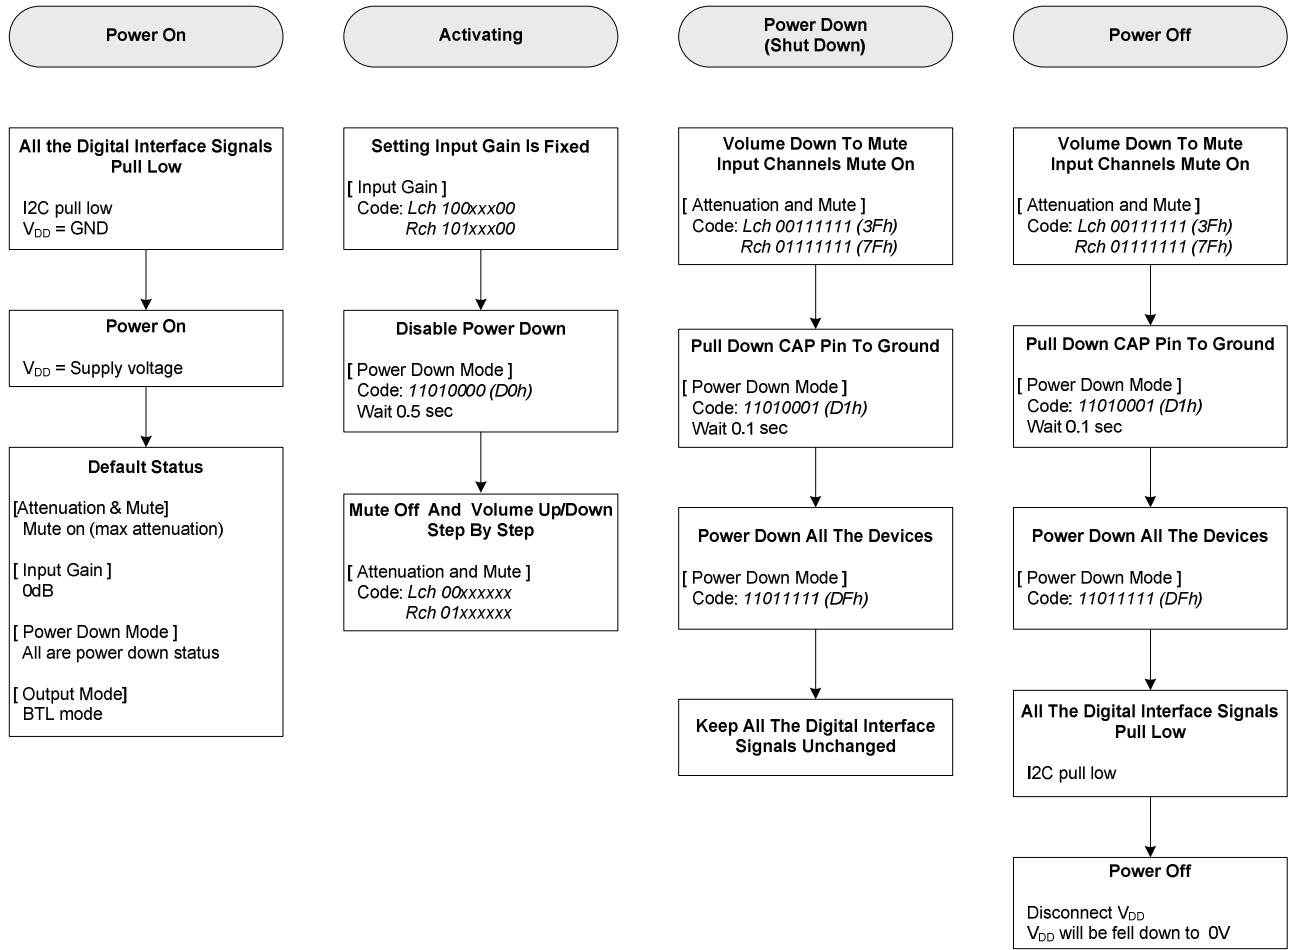 Power On
All the Digital Interface Signals
Pull Low
I2C pull low
VDD = GND
Power On
VDD = Supply voltage
Default Status
[Attenuation & Mute]
Mute on (max attenuation)
[ Input Gain ]
0dB
[ Power Down Mode ]
All are power down status
[ Output Mode]
BTL mode
Activating
Setting Input Gain Is Fixed
[ Input Gain ]
Code: Lch 100xxx00
Rch 101xxx00
Disable Power Down
[ Power Down Mode ]
Code: 11010000 (D0h)
Wait 0.5 sec
Mute Off And Volume Up/Down
Step By Step
[ Attenuation and Mute ]
Code: Lch 00xxxxxx
Rch 01xxxxxx
Power Down
(Shut Down)
Volume Down To Mute
Input Channels Mute On
[ Attenuation and Mute ]
Code: Lch 00111111 (3Fh)
Rch 01111111 (7Fh)
Pull Down CAP Pin To Ground
[ Power Down Mode ]
Code: 11010001 (D1h)
Wait 0.1 sec
Power Down All The Devices
[ Power Down Mode ]
Code: 11011111 (DFh)
Keep All The Digital Interface
Signals Unchanged
Power Off
Volume Down To Mute
Input Channels Mute On
[ Attenuation and Mute ]
Code: Lch 00111111 (3Fh)
Rch 01111111 (7Fh)
Pull Down CAP Pin To Ground
[ Power Down Mode ]
Code: 11010001 (D1h)
Wait 0.1 sec
Power Down All The Devices
[ Power Down Mode ]
Code: 11011111 (DFh)
All The Digital Interface Signals
Pull Low
I2C pull low
Power Off
Disconnect VDD
VDD will be fell down to 0V